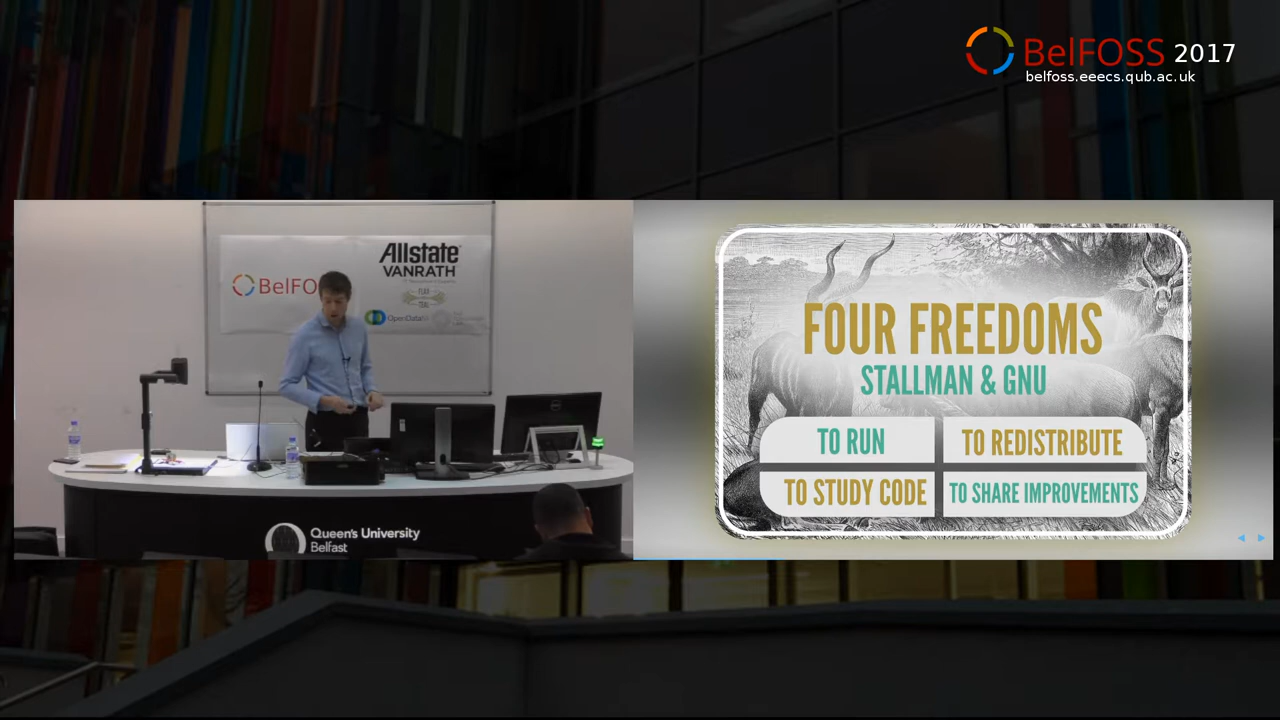 BelFOSS 2017
belfoss.eeecs.qub.ac.uk
Allstate
VANRATH
BelFO
OpenData
Queen's University
Belfast
FOUR FREEDOMS
STALLMAN & GNU
TO RUN
TO REDISTRIBUTE
TO STUDY CODE
TO SHARE IMPROVEMENTS